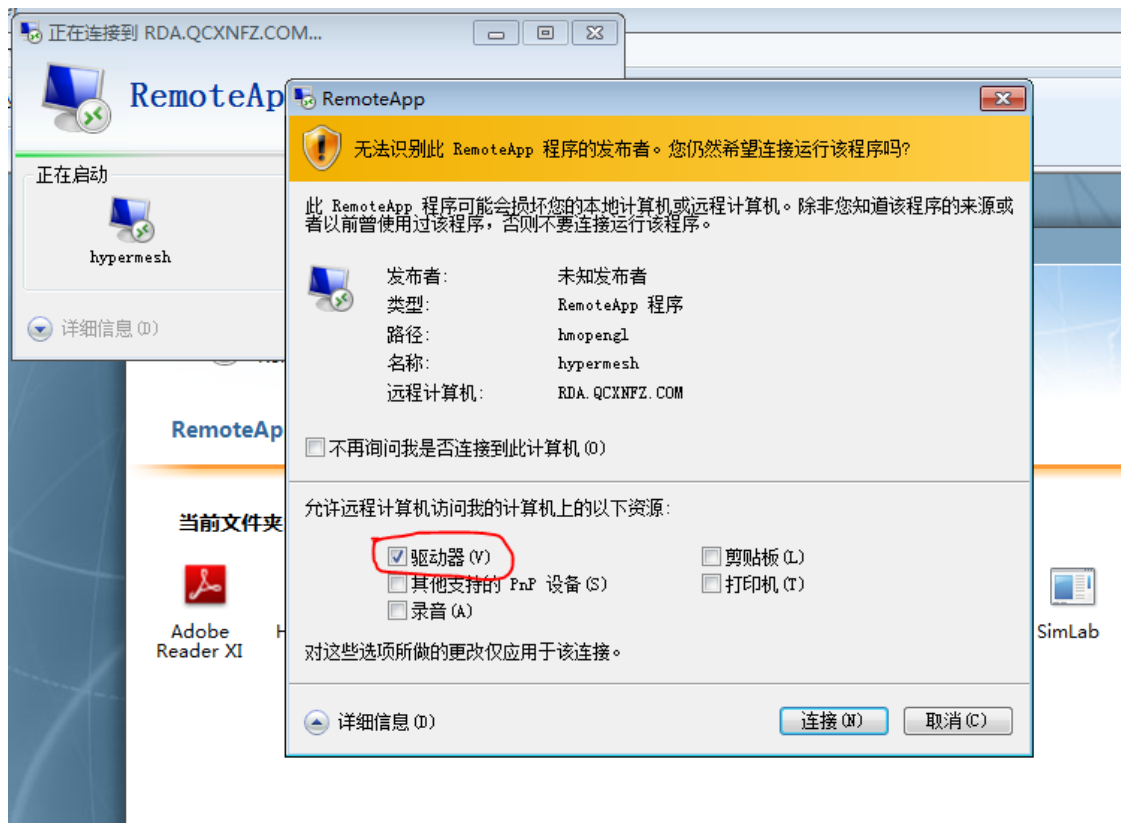 正在连接到 RDA.QCXNFZ.COM...
RemoteAp
正在启动
hypermesh
详细信息(D)
RemoteApp
无法识别此 RemoteApp 程序的发布者。您仍然希望连接运行该程序吗?
此 RemoteApp 程序可能会损坏您的本地计算机或远程计算机。除非您知道该程序的来源或
者以前曾使用过该程序，否则不要连接运行该程序。
发布者: 未知发布者
类型: RemoteApp 程序
路径: hmopengl
名称: hypermesh
远程计算机: RDA.QCXNFZ.COM
不再询问我是否连接到此计算机(O)
允许远程计算机访问我的计算机上的以下资源:
驱动器(V) 剪贴板(L)
其他支持的 PnP 设备(S) 打印机(T)
录音(A)
对这些选项所做的更改仅应用于该连接。
详细信息(D) 连接(N) 取消(C)
RemoteAp
当前文件夹
Adobe
Reader XI
H
SimLab